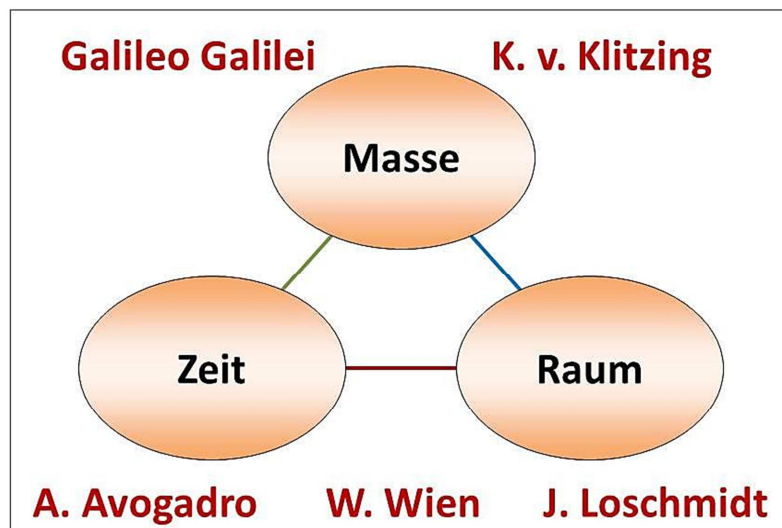 Galileo Galilei K. v. Klitzing
Masse
Zeit Raum
A. Avogadro W. Wien J. Loschmidt